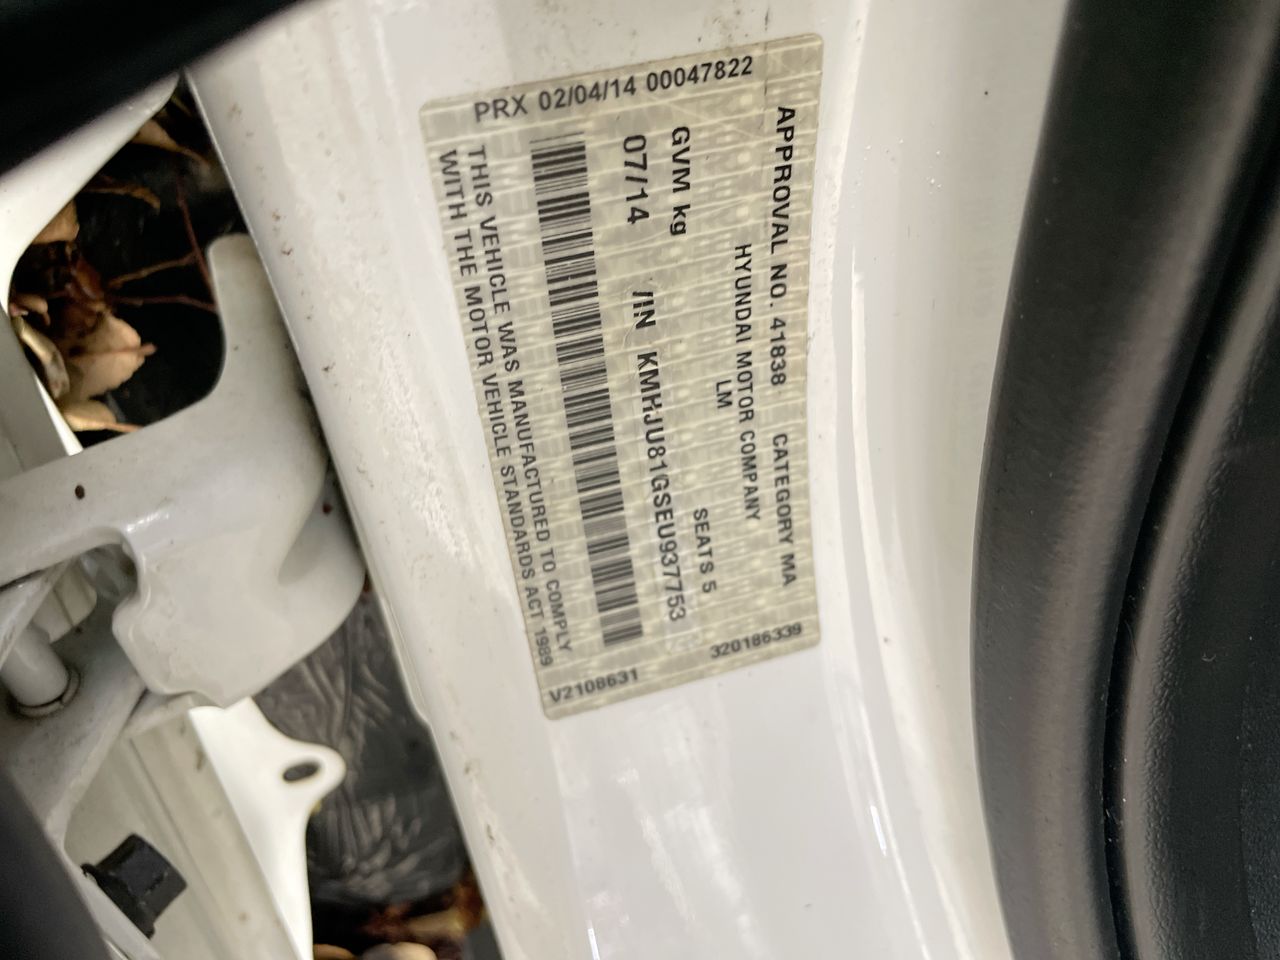 APPROVAL NO. 41838 CATEGORY MA
HYUNDAI MOTOR COMPANY
LM
GVM kg SEATS 5
07/14 /IN KMHJU81GSEU937753
THIS VEHICLE WAS MANUFACTURED TO COMPLY
WITH THE MOTOR VEHICLE STANDARDS ACT 1989
PRX 02/04/14 00047822
320186339
V2108631